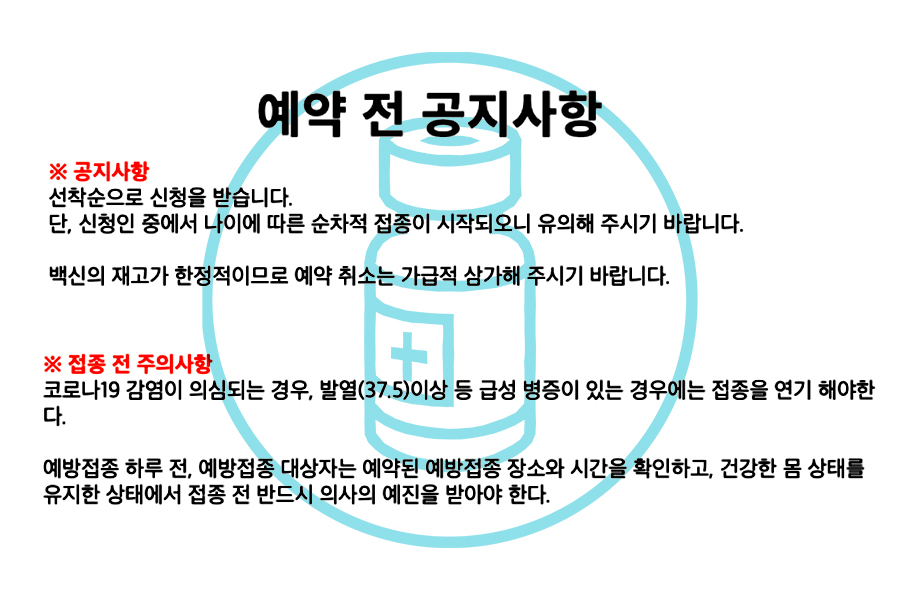 예약 전 공지사항
※ 공지사항
선착순으로 신청을 받습니다.
단, 신청인 중에서 나이에 따른 순차적 접종이 시작되오니 유의해 주시기 바랍니다.
백신의 재고가 한정적이므로 예약 취소는 가급적 삼가해 주시기 바랍니다.
※ 접종 전 주의사항
코로나19 감염이 의심되는 경우, 발열(37.5)이상 등 급성 병증이 있는 경우에는 접종을 연기 해야한
다.
예방접종 하루 전, 예방접종 대상자는 예약된 예방접종 장소와 시간을 확인하고, 건강한 몸 상태를
유지한 상태에서 접종 전 반드시 의사의 예진을 받아야 한다.